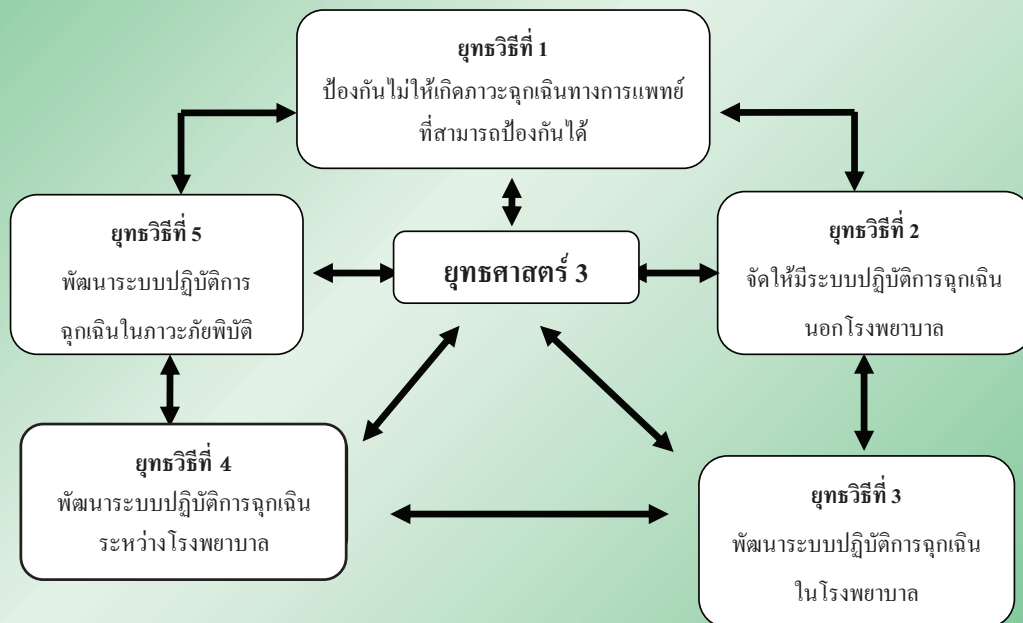 ยุทธวิธีที่ 1
ป้องกันไม่ให้เกิดภาวะฉุกเฉินทางการแพทย์
ที่สามารถป้องกันได้
ยุทธวิธีที่ 5
พัฒนาระบบปฏิบัติการ
ฉุกเฉินในภาวะภัยพิบัติ
ยุทธศาสตร์ 3
ยุทธวิธีที่ 2
จัดให้มีระบบปฏิบัติการฉุกเฉิน
นอกโรงพยาบาล
ยุทธวิธีที่ 4
พัฒนาระบบปฏิบัติการฉุกเฉิน
ระหว่างโรงพยาบาล
ยุทธวิธีที่ 3
พัฒนาระบบปฏิบัติการฉุกเฉิน
ในโรงพยาบาล